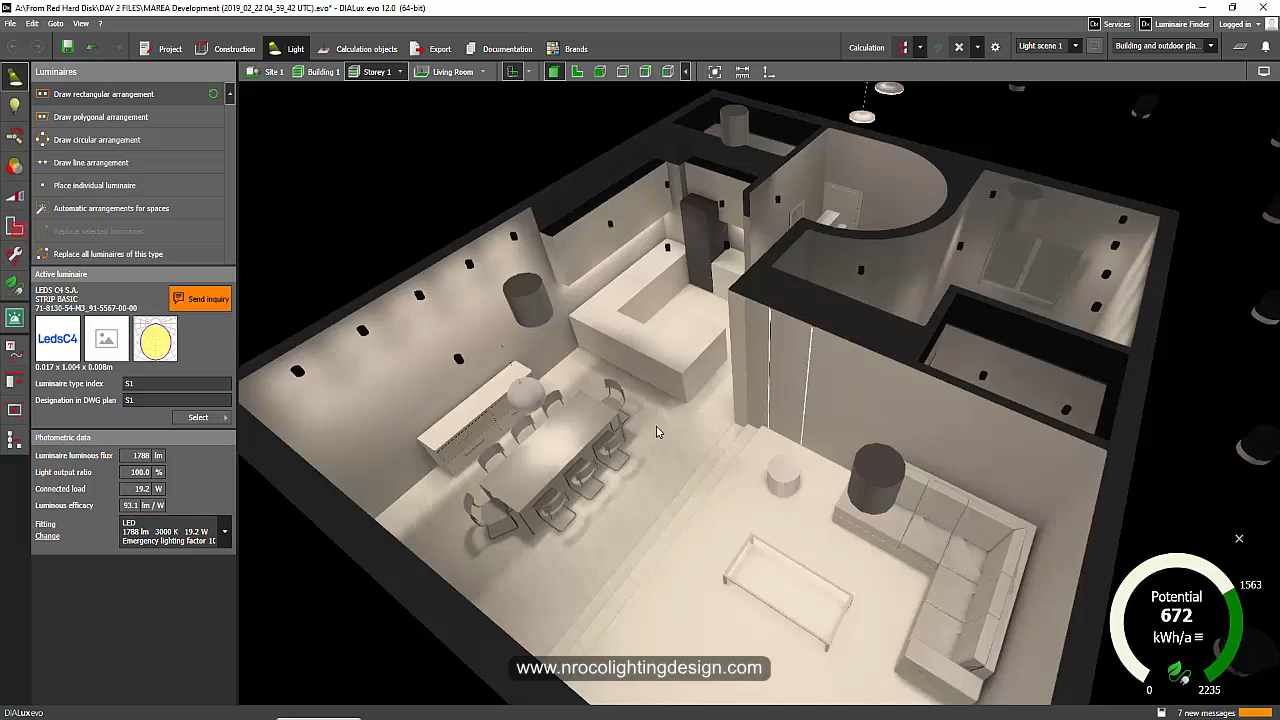 A:\From Red Hard Disk\DAY 2 FILES\MAREA Development (2019_02_22 04_59_42 UTC).evo* - DIALux evo 12.0 (64-bit)
File Edit GoTo View ?
Services
Luminaire Finder
Logged in
Project
Construction
Light
Calculation objects
Export
Documentation
Brands
Calculation
Light scene 1
Building and outdoor pla...
Luminaires
Site 1
Building 1
Storey 1
Living Room
Draw rectangular arrangement
Draw polygonal arrangement
Draw circular arrangement
Draw line arrangement
Place individual luminaire
Automatic arrangements for spaces
Replace selected luminaires
Replace all luminaires of this type
Active luminaire
LEDS C4 S.A.
STRIP BASIC
71-8130-54-M3_91-5567-00-00
Send inquiry
LedsC4
0.017 x 1.004 x 0.008m
Luminaire type index S1
Designation in DWG plan S1
Select
Photometric data
Luminaire luminous flux 1788 lm
Light output ratio 100.0 %
Connected load 19.2 W
Luminous efficacy 93.1 lm / W
Fitting
Change
LED
1788 lm 3000 K 19.2 W
Emergency lighting factor 1(
Potential
672
kWh/a
1563
0
2235
www.nrocolightingdesign.com
DIALux evo
7 new messages